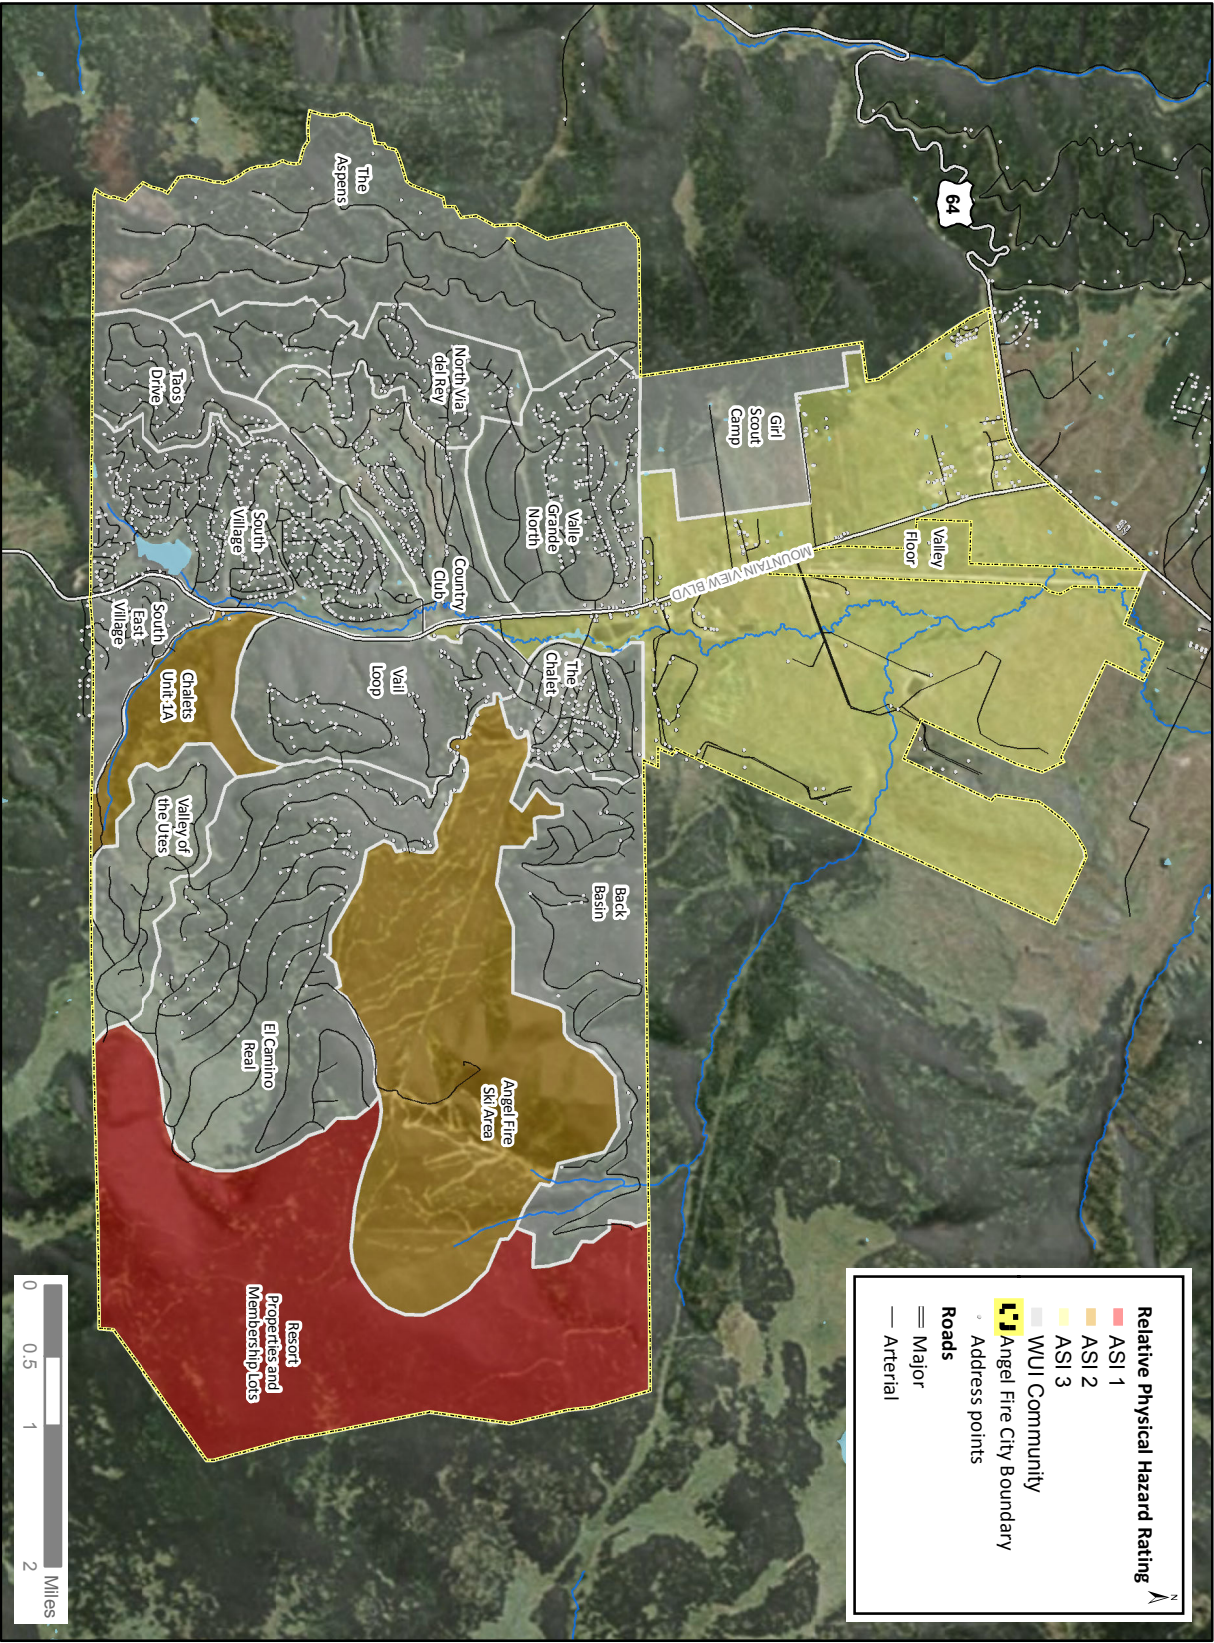 64
The
Aspens
Taos
Drive
North Via
del Rey
Valle
Grande
North
Girl
Scout
Camp
Valley
Floor
MOUNTAIN VIEW BLVD
South
Village
Country
Club
South
East
Village
Chalets
Unit 1A
Vail
Loop
The
Chalet
Valley of
the Utes
Back
Basin
El Camino
Real
Angel Fire
Ski Area
Resort
Properties and
Membership Lots
Relative Physical Hazard Rating
N
ASI 1
ASI 2
ASI 3
WUI Community
Angel Fire City Boundary
Address points
Roads
Major
Arterial
0 0.5 1 2
Miles